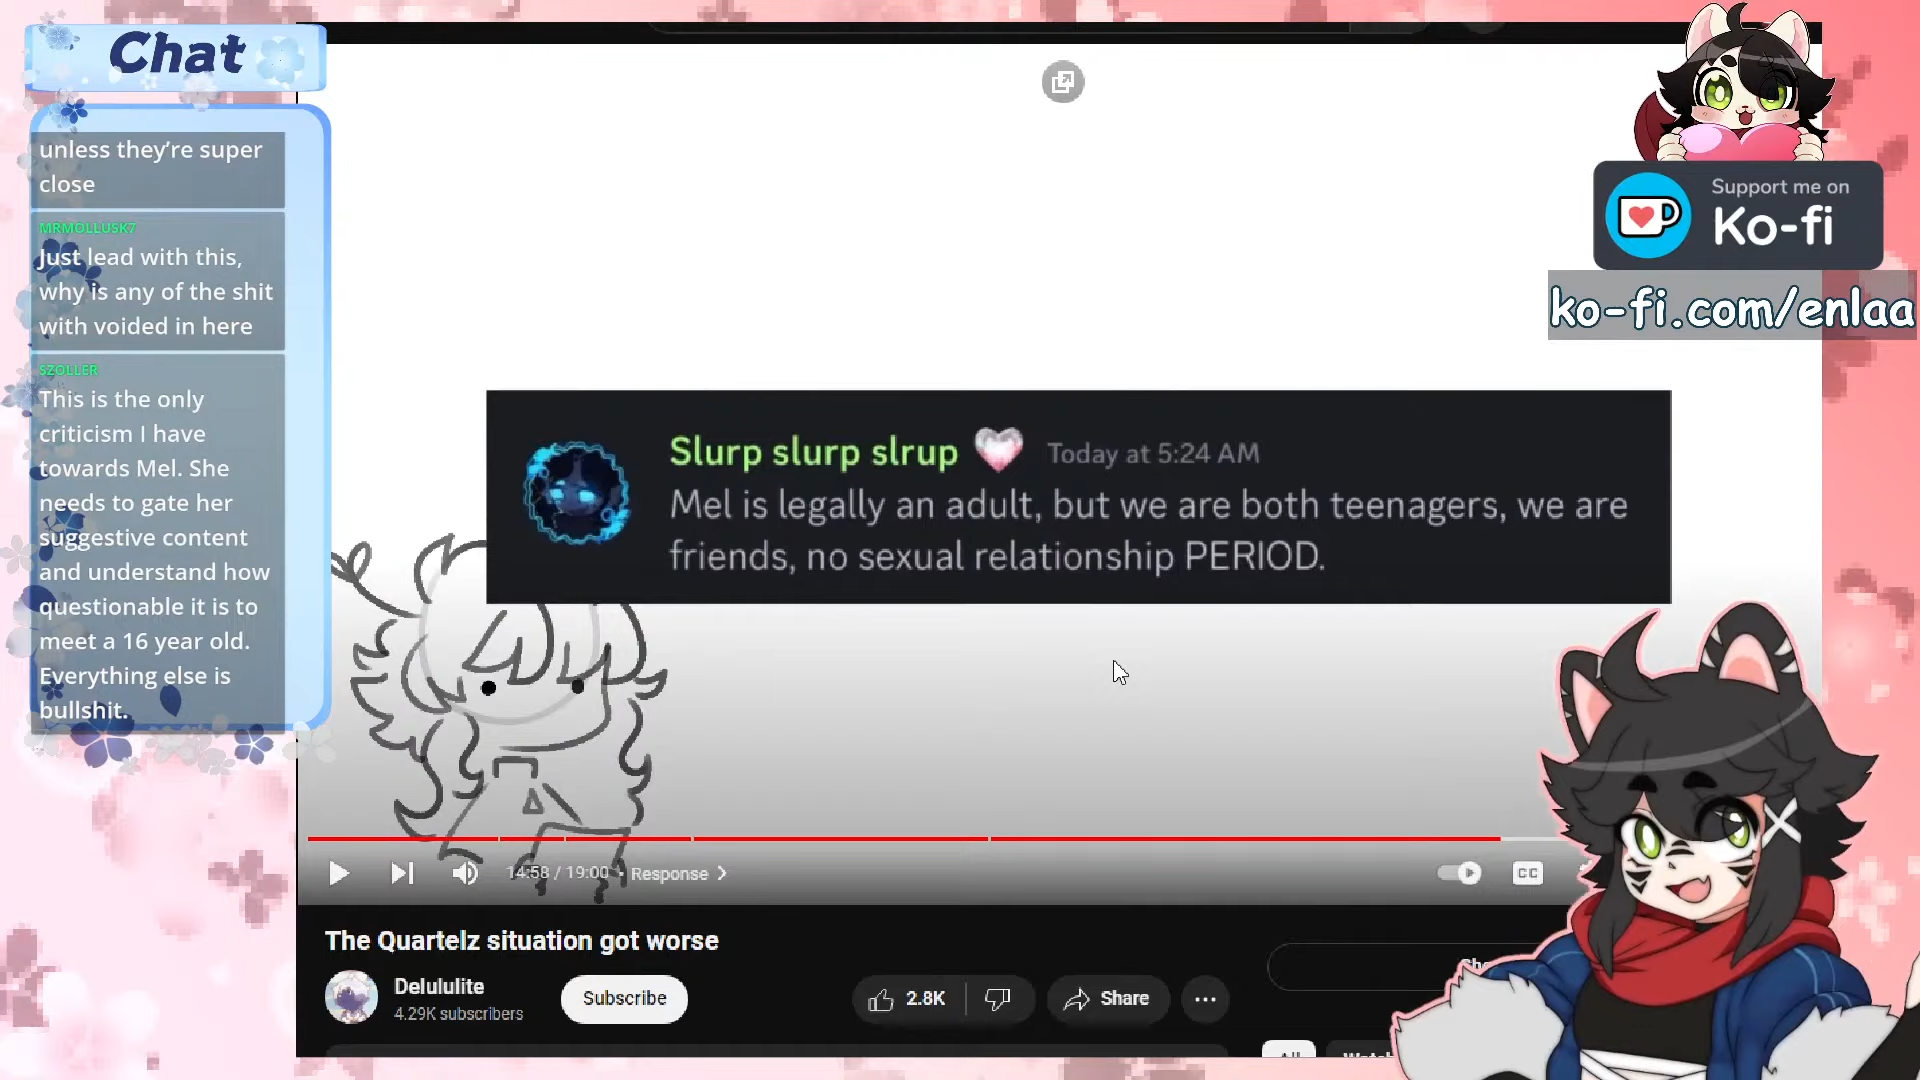 Chat
unless they're super
close
MRMOLLUSK7
Just lead with this,
why is any of the shit
with voided in here
SZOLLER
This is the only
criticism I have
towards Mel. She
needs to gate her
suggestive content
and understand how
questionable it is to
meet a 16 year old.
Everything else is
bullshit.
Slurp slurp slrup Today at 5:24 AM
Mel is legally an adult, but we are both teenagers, we are
friends, no sexual relationship PERIOD.
Support me on
Ko-fi
ko-fi.com/enlaa
14:58 / 19:00 • Response
CC
The Quartelz situation got worse
Delululite
4.29K subscribers
Subscribe
2.8K
Share
All